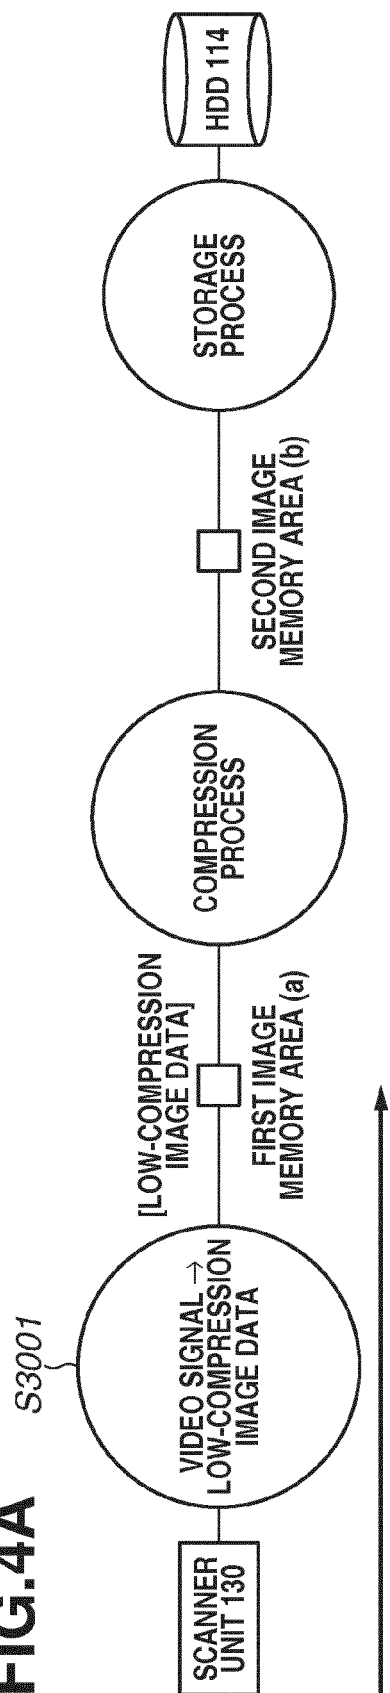 FIG.4A
S3001
SCANNER
UNIT 130
VIDEO SIGNAL →
LOW-COMPRESSION
IMAGE DATA
[LOW-COMPRESSION
IMAGE DATA]
FIRST IMAGE
MEMORY AREA (a)
COMPRESSION
PROCESS
SECOND IMAGE
MEMORY AREA (b)
STORAGE
PROCESS
HDD 114